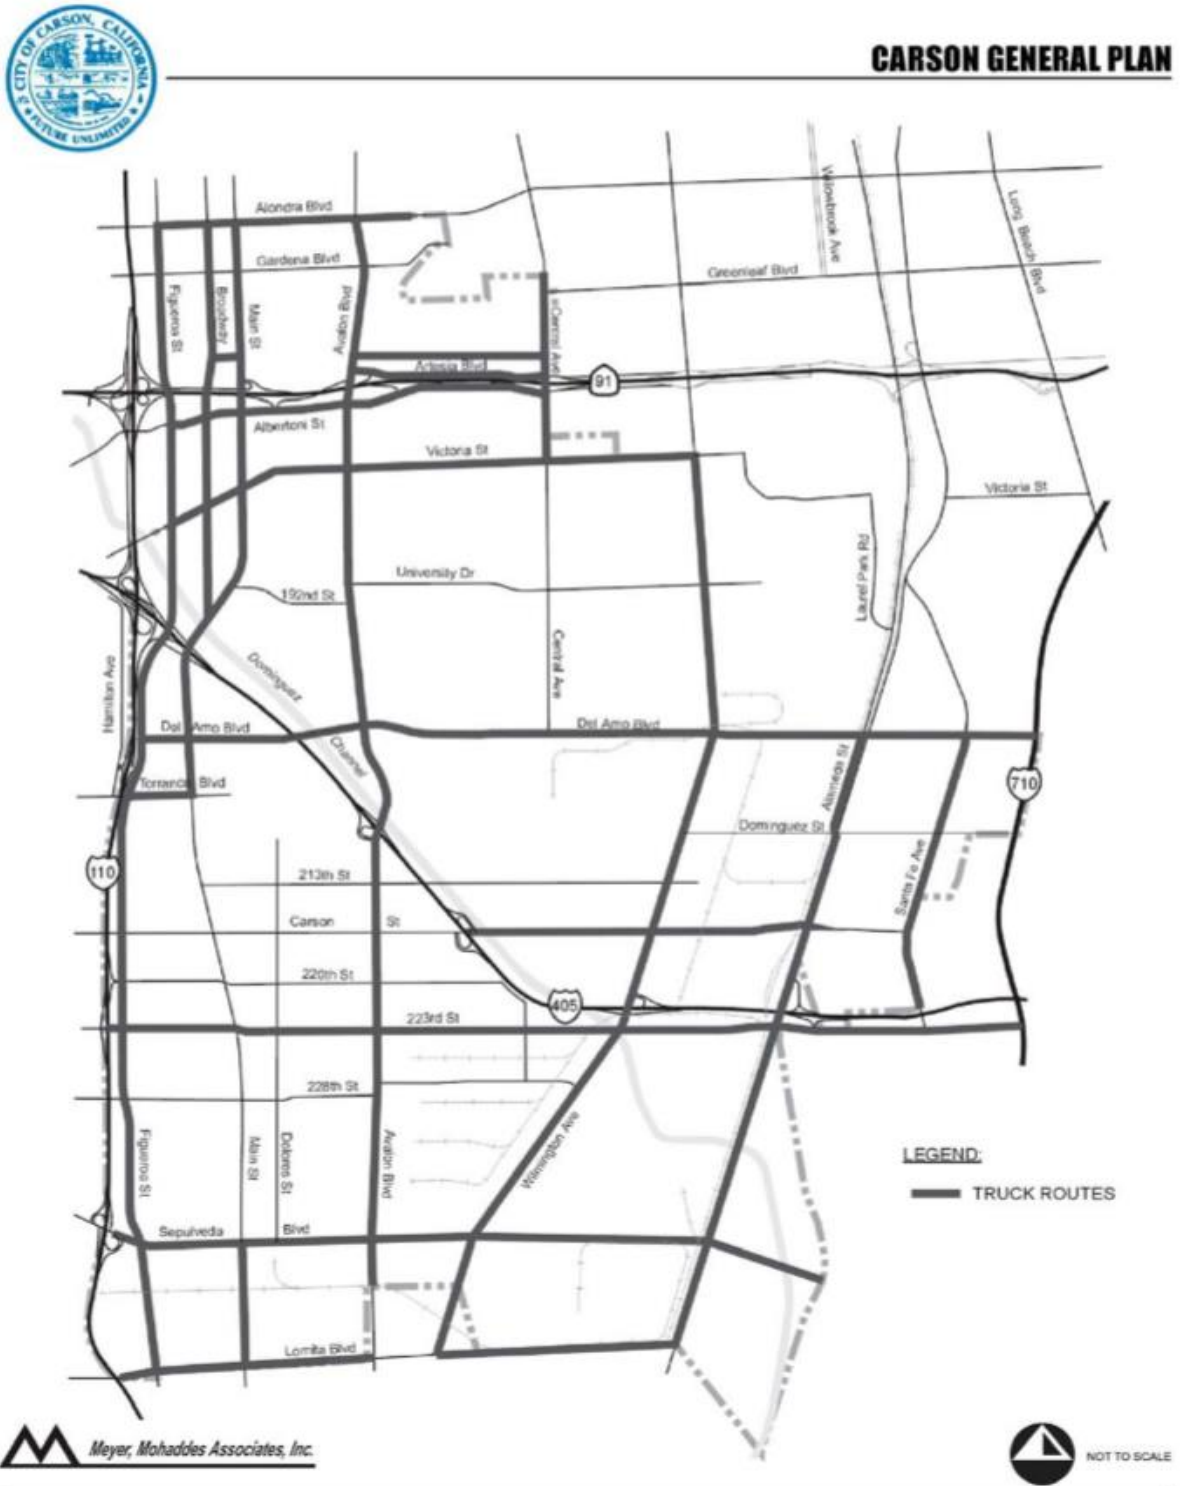 CITY OF CARSON, CALIFORNIA
FUTURE UNLIMITED
CARSON GENERAL PLAN
Alondra Blvd
Willowbrook Ave
Long Beach Blvd
Gardena Blvd
Greenleaf Blvd
Figueroa St
Broadway
Main St
Avalon Blvd
Central Ave
Artesia Blvd
91
Albertoni St
Victoria St
Victoria St
Laurel Park Rd
University Dr
192nd St
Hamilton Ave
Dominguez
Channel
Central Ave
Del Amo Blvd
Del Amo Blvd
Torrance Blvd
Alameda St
710
Dominguez St
110
213th St
Santa Fe Ave
Carson St
220th St
405
223rd St
228th St
Figueroa St
Main St
Dolores St
Avalon Blvd
Wilmington Ave
LEGEND:
TRUCK ROUTES
Sepulveda Blvd
Lomita Blvd
Meyer, Mohaddes Associates, Inc.
NOT TO SCALE